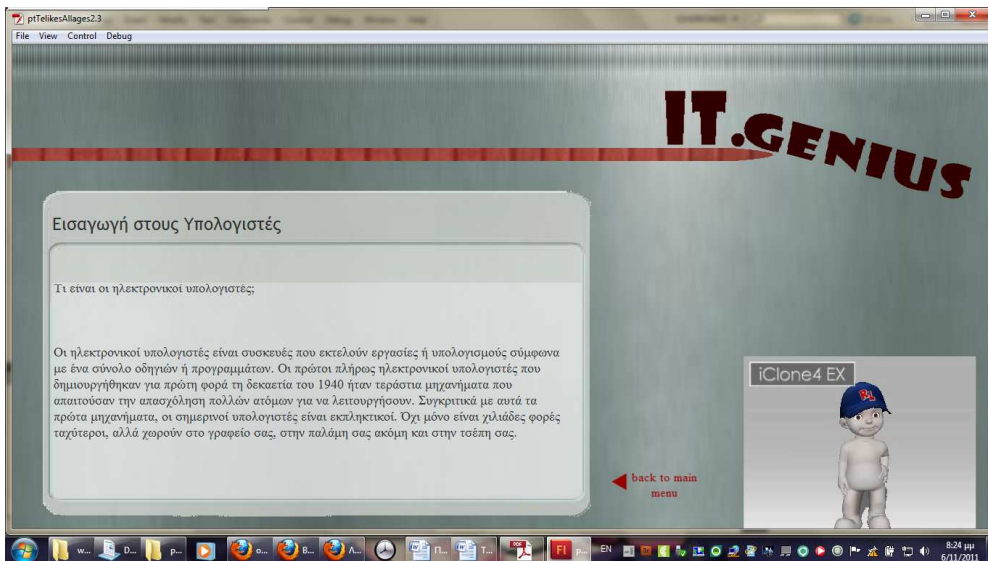 ptTelikesAllages2.3
File View Control Debug
IT.GENIUS
Εισαγωγή στους Υπολογιστές
Τι είναι οι ηλεκτρονικοί υπολογιστές;
Οι ηλεκτρονικοί υπολογιστές είναι συσκευές που εκτελούν εργασίες ή υπολογισμούς σύμφωνα
με ένα σύνολο οδηγιών ή προγραμμάτων. Οι πρώτοι πλήρως ηλεκτρονικοί υπολογιστές που
δημιουργήθηκαν για πρώτη φορά τη δεκαετία του 1940 ήταν τεράστια μηχανήματα που
απαιτούσαν την απασχόληση πολλών ατόμων για να λειτουργήσουν. Συγκριτικά με αυτά τα
πρώτα μηχανήματα, οι σημερινοί υπολογιστές είναι εκπληκτικοί. Όχι μόνο είναι χιλιάδες φορές
ταχύτεροι, αλλά χωρούν στο γραφείο σας, στην παλάμη σας ακόμη και στην τσέπη σας.
iClone4 EX
RL
back to main
menu
w... D... p... o... B... Λ... Π... T... PDF FL p... EN 8:24 μμ
6/11/2011